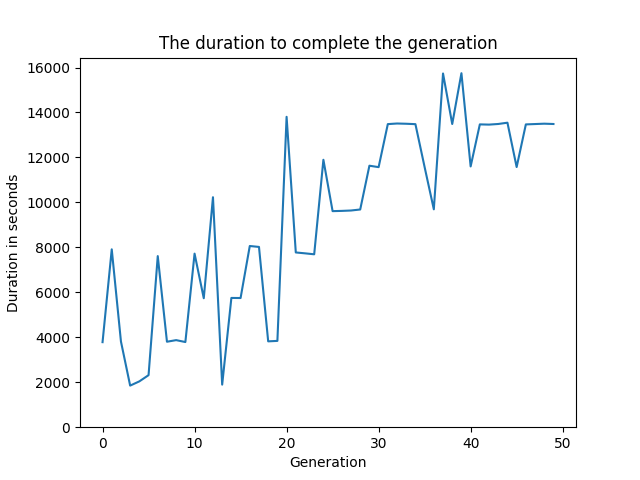 The duration to complete the generation
16000
14000
12000
10000
8000
6000
4000
2000
0
Duration in seconds
0 10 20 30 40 50
Generation